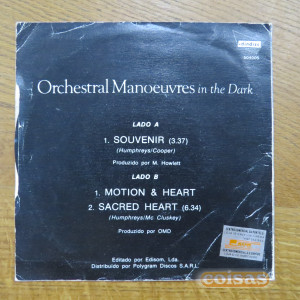 Orchestral Manoeuvres in the Dark
LADO A
1. SOUVENIR (3.37)
(Humphreys/Cooper)
Produzido por M. Howlett
LADO B
1. MOTION & HEART
2. SACRED HEART (6.34)
(Humphreys/Mc Cluskey)
Produzido por OMD
Editado por Edisom, Lda.
Distribuído por Polygram Discos S.A.R.L.
coisas